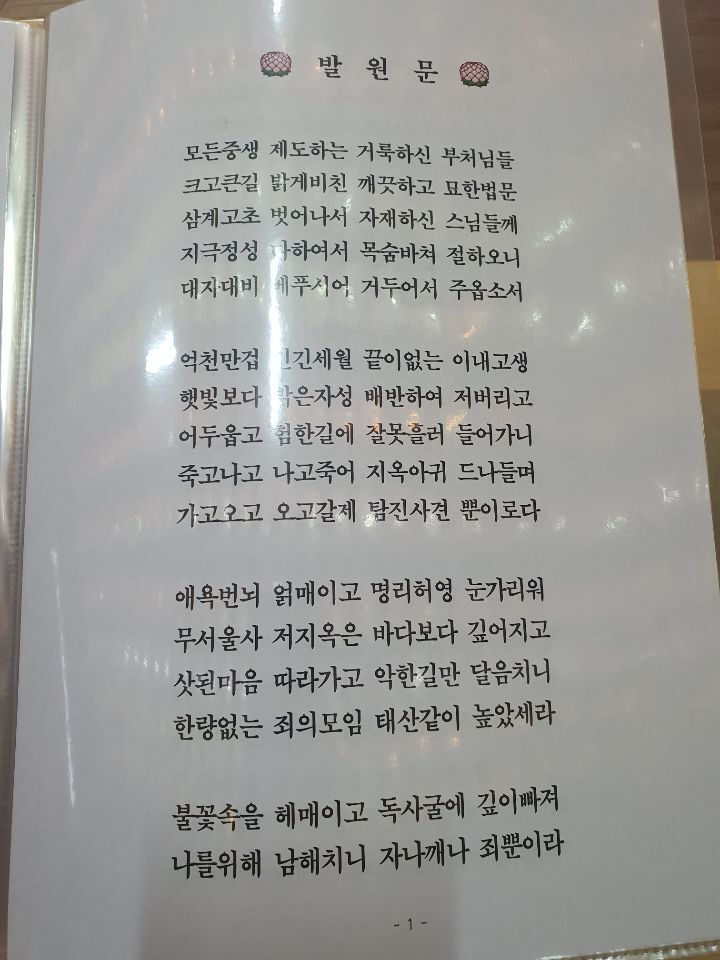 발 원 문
모든중생 제도하는 거룩하신 부처님들
크고큰길 밝게비친 깨끗하고 묘한법문
삼계고초 벗어나서 자재하신 스님들께
지극정성 다하여서 목숨바쳐 절하오니
대자대비 베푸시어 거두어서 주옵소서
억천만겁 긴세월 끝이없는 이내고생
햇빛보다 밝은자성 배반하여 저버리고
어두웁고 험한길에 잘못흘러 들어가니
죽고나고 나고죽어 지옥아귀 드나들며
가고오고 오고갈제 탐진사견 뿐이로다
애욕번뇌 얽매이고 명리허영 눈가리워
무서울사 저지옥은 바다보다 깊어지고
삿된마음 따라가고 악한길만 달음치니
한량없는 죄의모임 태산같이 높았세라
불꽃속을 헤매이고 독사굴에 깊이빠져
나를위해 남해치니 자나깨나 죄뿐이라
- 1 -